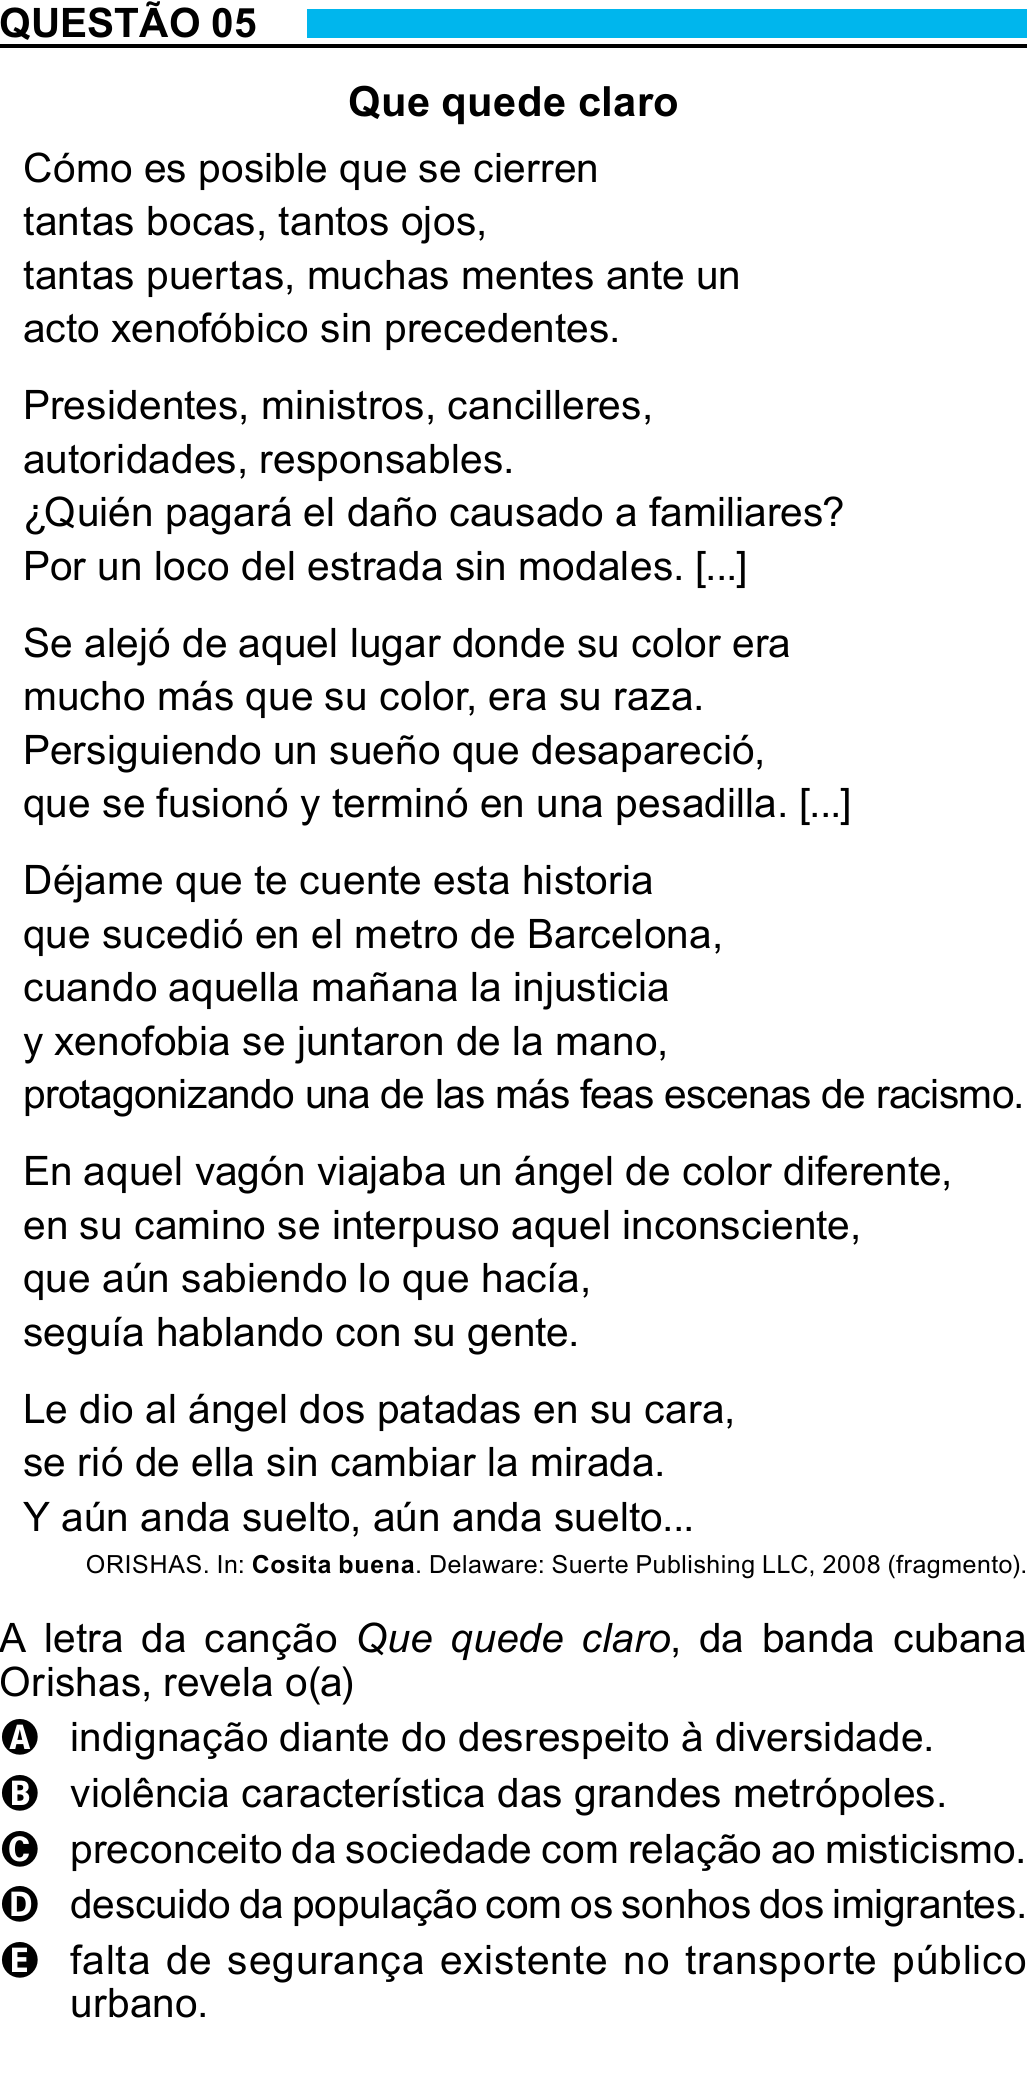 QUESTÃO 05
Que quede claro
Cómo es posible que se cierren
tantas bocas, tantos ojos,
tantas puertas, muchas mentes ante un
acto xenofóbico sin precedentes.
Presidentes, ministros, cancilleres,
autoridades, responsables.
¿Quién pagará el daño causado a familiares?
Por un loco del estrada sin modales. [...]
Se alejó de aquel lugar donde su color era
mucho más que su color, era su raza.
Persiguiendo un sueño que desapareció,
que se fusionó y terminó en una pesadilla. [...]
Déjame que te cuente esta historia
que sucedió en el metro de Barcelona,
cuando aquella mañana la injusticia
y xenofobia se juntaron de la mano,
protagonizando una de las más feas escenas de racismo.
En aquel vagón viajaba un ángel de color diferente,
en su camino se interpuso aquel inconsciente,
que aún sabiendo lo que hacía,
seguía hablando con su gente.
Le dio al ángel dos patadas en su cara,
se rió de ella sin cambiar la mirada.
Y aún anda suelto, aún anda suelto...
ORISHAS. In: Cosita buena. Delaware: Suerte Publishing LLC, 2008 (fragmento).
A letra da canção Que quede claro, da banda cubana
Orishas, revela o(a)
A indignação diante do desrespeito à diversidade.
B violência característica das grandes metrópoles.
C preconceito da sociedade com relação ao misticismo.
D descuido da população com os sonhos dos imigrantes.
E falta de segurança existente no transporte público
urbano.